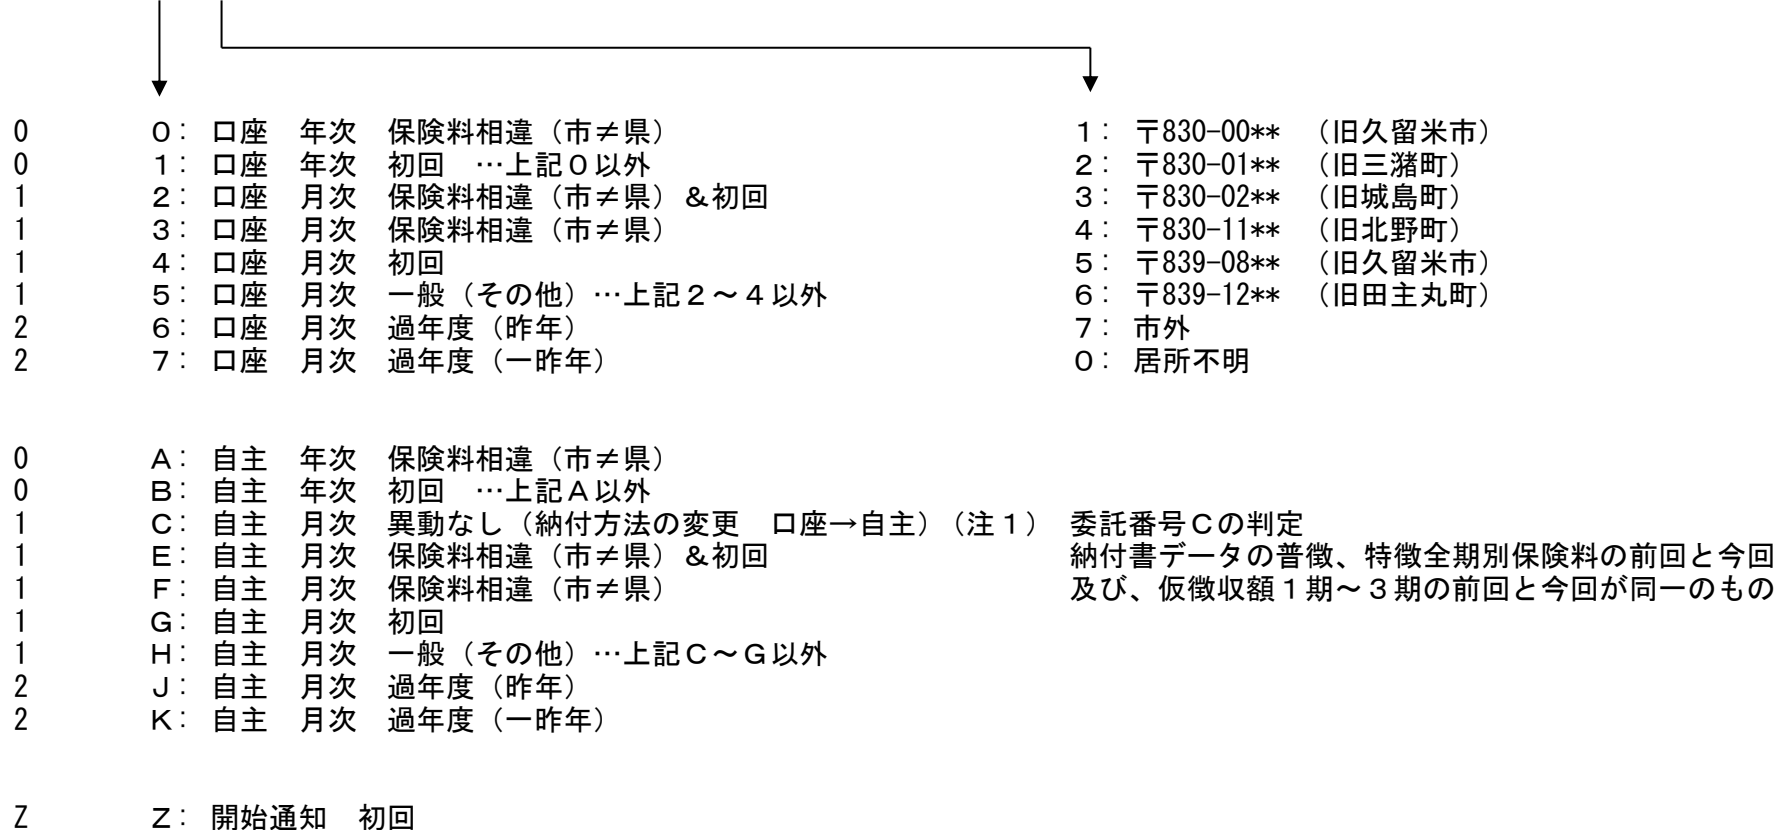 0 0： 口座 年次 保険料相違（市≠県） 1： 〒830-00** （旧久留米市）
0 1： 口座 年次 初回 …上記０以外 2： 〒830-01** （旧三潴町）
1 2： 口座 月次 保険料相違（市≠県）＆初回 3： 〒830-02** （旧城島町）
1 3： 口座 月次 保険料相違（市≠県） 4： 〒830-11** （旧北野町）
1 4： 口座 月次 初回 5： 〒839-08** （旧久留米市）
1 5： 口座 月次 一般（その他）…上記２～４以外 6： 〒839-12** （旧田主丸町）
2 6： 口座 月次 過年度（昨年） 7： 市外
2 7： 口座 月次 過年度（一昨年） 0： 居所不明
0 A： 自主 年次 保険料相違（市≠県）
0 B： 自主 年次 初回 …上記Ａ以外
1 C： 自主 月次 異動なし（納付方法の変更 口座→自主）（注１） 委託番号Ｃの判定
1 E： 自主 月次 保険料相違（市≠県）＆初回 納付書データの普徴、特徴全期別保険料の前回と今回
1 F： 自主 月次 保険料相違（市≠県） 及び、仮徴収額１期～３期の前回と今回が同一のもの
1 G： 自主 月次 初回
1 H： 自主 月次 一般（その他）…上記Ｃ～Ｇ以外
2 J： 自主 月次 過年度（昨年）
2 K： 自主 月次 過年度（一昨年）
Z Z： 開始通知 初回